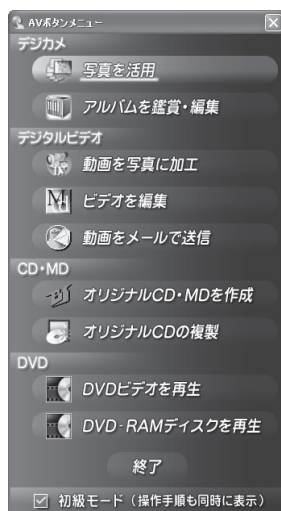 AVボタンメニュー
デジカメ
写真を活用
アルバムを鑑賞・編集
デジタルビデオ
動画を写真に加工
ビデオを編集
動画をメールで送信
CD・MD
オリジナルCD・MDを作成
オリジナルCDの複製
DVD
DVDビデオを再生
DVD-RAMディスクを再生
終了
初級モード（操作手順も同時に表示）